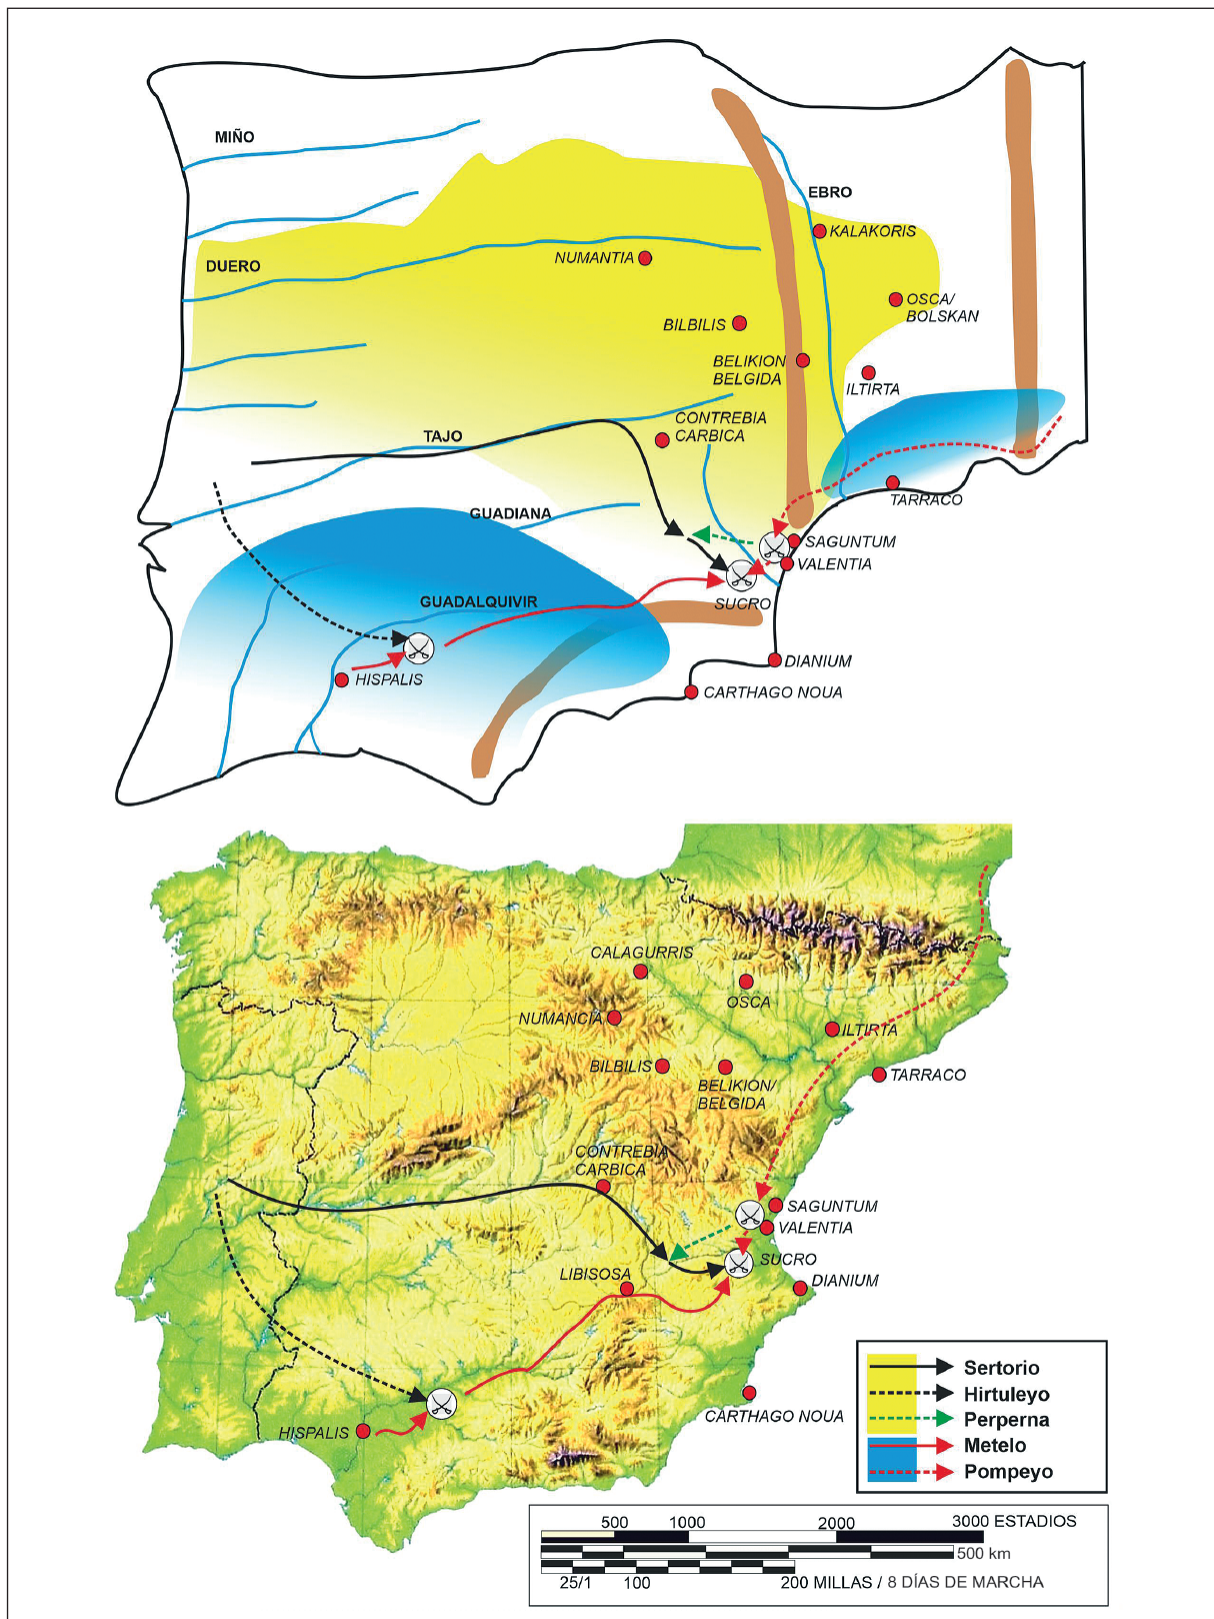 MIÑO
EBRO
KALAKORIS
NUMANTIA
DUERO
OSCA/
BOLSKAN
BILBILIS
BELIKION
BELGIDA
ILTIRTA
CONTREBIA
CARBICA
TAJO
TARRACO
GUADIANA
SAGUNTUM
VALENTIA
SUCRO
GUADALQUIVIR
DIANIUM
HISPALIS
CARTHAGO NOUA
CALAGURRIS
OSCA
NUMANCIA
ILTIRTA
BILBILIS
BELIKION/
BELGIDA
TARRACO
CONTREBIA
CARBICA
SAGUNTUM
VALENTIA
SUCRO
LIBISOSA
DIANIUM
CARTHAGO NOUA
HISPALIS
Sertorio
Hirtuleyo
Perperna
Metelo
Pompeyo
500 1000 2000 3000 ESTADIOS
500 km
25/1 100 200 MILLAS / 8 DÍAS DE MARCHA